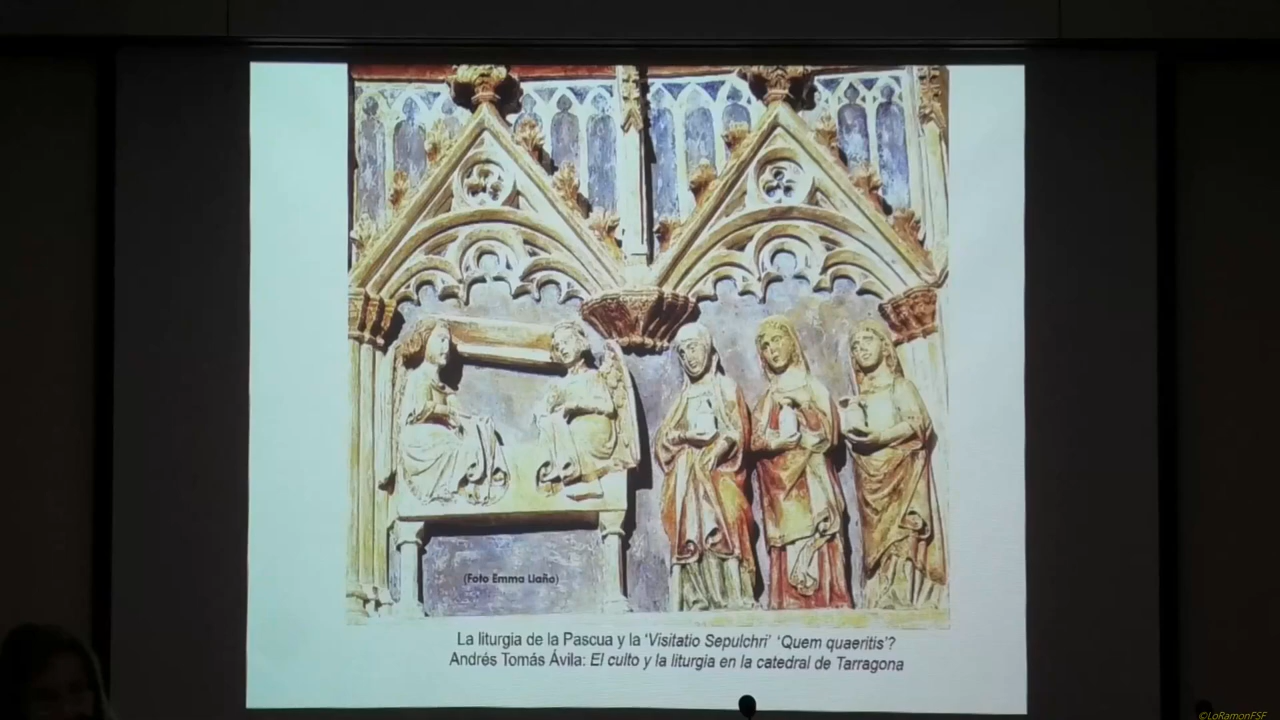 (Foto Emma Liaño)
La liturgia de la Pascua y la ‘Visitatio Sepulchri’ ‘Quem quaeritis’?
Andrés Tomás Ávila: El culto y la liturgia en la catedral de Tarragona
©LoRamonFSF